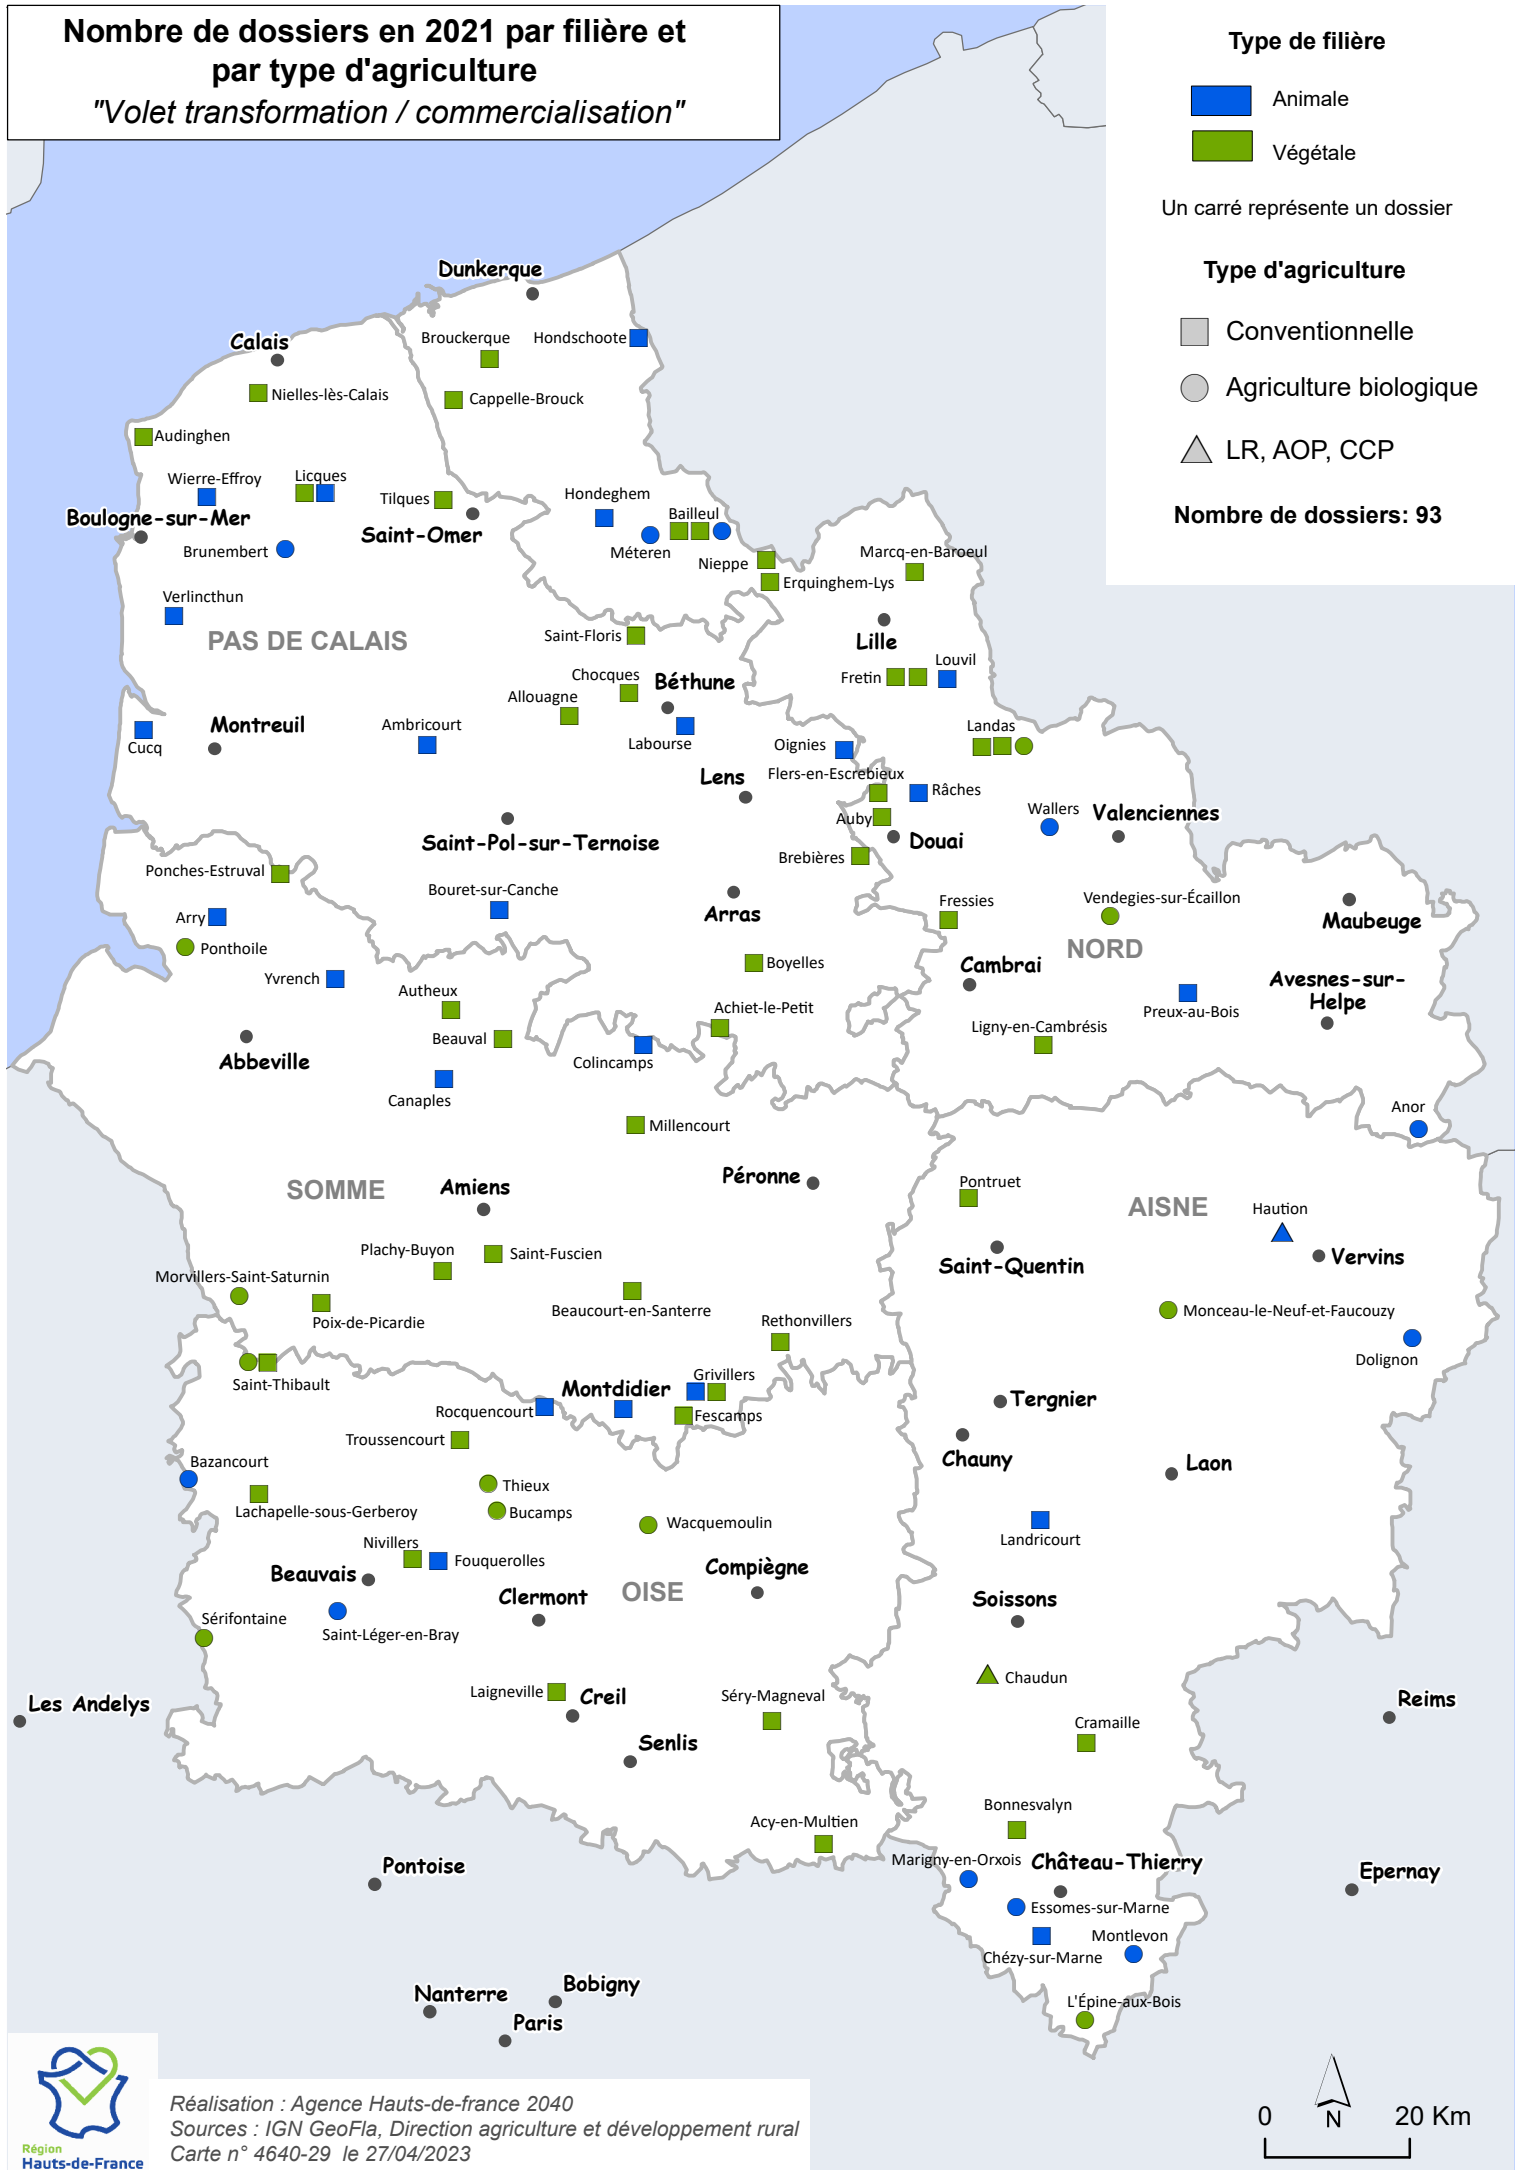 Nombre de dossiers en 2021 par filière et
par type d'agriculture
"Volet transformation / commercialisation"
Type de filière
Animale
Végétale
Un carré représente un dossier
Type d'agriculture
Conventionnelle
Agriculture biologique
LR, AOP, CCP
Nombre de dossiers: 93
Dunkerque
Brouckerque
Hondschoote
Calais
Nielles-lès-Calais
Cappelle-Brouck
Audinghen
Wierre-Effroy
Licques
Tilques
Hondeghem
Bailleul
Boulogne-sur-Mer
Saint-Omer
Brunembert
Méteren
Nieppe
Marcq-en-Baroeul
Erquinghem-Lys
Verlincthun
PAS DE CALAIS
Saint-Floris
Lille
Louvil
Fretin
Chocques
Béthune
Allouagne
Montreuil
Ambricourt
Landas
Cucq
Labourse
Oignies
Flers-en-Escrebieux
Lens
Râches
Wallers
Valenciennes
Auby
Saint-Pol-sur-Ternoise
Douai
Brebières
Ponches-Estruval
Bouret-sur-Canche
Vendegies-sur-Écaillon
Fressies
Arry
Arras
Maubeuge
Ponthoile
NORD
Boyelles
Cambrai
Yvrench
Avesnes-sur-
Helpe
Autheux
Achiet-le-Petit
Preux-au-Bois
Ligny-en-Cambrésis
Beauval
Abbeville
Colincamps
Canaples
Anor
Millencourt
Péronne
SOMME
Amiens
Pontruet
AISNE
Haution
Plachy-Buyon
Saint-Fuscien
Saint-Quentin
Vervins
Morvillers-Saint-Saturnin
Poix-de-Picardie
Beaucourt-en-Santerre
Monceau-le-Neuf-et-Faucouzy
Rethonvillers
Dolignon
Saint-Thibault
Montdidier
Grivillers
Rocquencourt
Fescamps
Tergnier
Troussencourt
Chauny
Bazancourt
Laon
Thieux
Lachapelle-sous-Gerberoy
Bucamps
Wacquemoulin
Nivillers
Landricourt
Fouquerolles
Beauvais
Compiègne
OISE
Clermont
Soissons
Sérifontaine
Saint-Léger-en-Bray
Chaudun
Laigneville
Creil
Séry-Magneval
Les Andelys
Reims
Cramaille
Senlis
Bonnesvalyn
Acy-en-Multien
Marigny-en-Orxois
Château-Thierry
Pontoise
Epernay
Essomes-sur-Marne
Montlevon
Chézy-sur-Marne
Bobigny
Nanterre
L'Épine-aux-Bois
Paris
Région
Hauts-de-France
Réalisation : Agence Hauts-de-france 2040
Sources : IGN GeoFla, Direction agriculture et développement rural
Carte n° 4640-29 le 27/04/2023
0
N
20 Km